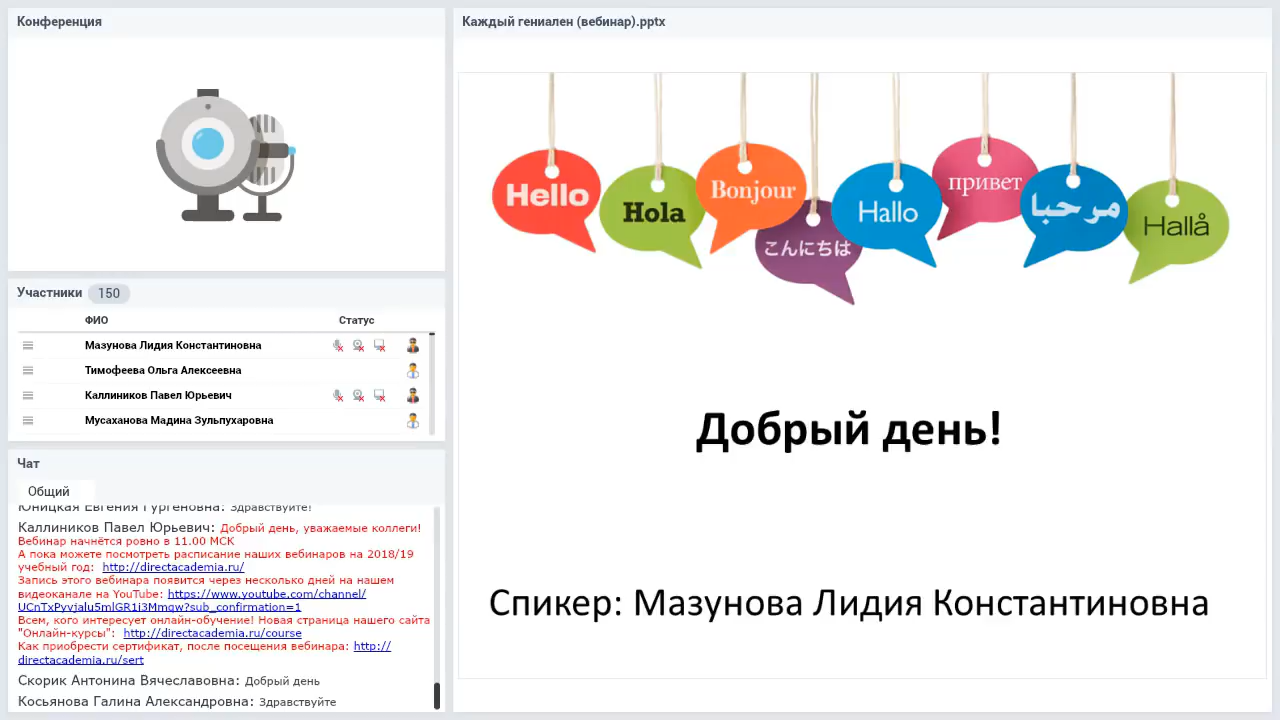 Конференция
Участники 150
ФИО Статус
Мазунова Лидия Константиновна
Тимофеева Ольга Алексеевна
Каллиников Павел Юрьевич
Мусаханова Мадина Зульпухаровна
Чат
Общий
Юницкая Евгения Гургеновна: Здравствуйте!
Каллиников Павел Юрьевич: Добрый день, уважаемые коллеги!
Вебинар начнётся ровно в 11.00 МСК
А пока можете посмотреть расписание наших вебинаров на 2018/19
учебный год: http://directacademia.ru/
Запись этого вебинара появится через несколько дней на нашем
видеоканале на YouTube: https://www.youtube.com/channel/
UCnTxPyvjalu5mlGR1i3Mmqw?sub_confirmation=1
Всем, кого интересует онлайн-обучение! Новая страница нашего сайта
"Онлайн-курсы": http://directacademia.ru/course
Как приобрести сертификат, после посещения вебинара: http://
directacademia.ru/sert
Скорик Антонина Вячеславовна: Добрый день
Косьянова Галина Александровна: Здравствуйте
Каждый гениален (вебинар).pptx
Hello
Hola
Bonjour
こんにちは
Hallo
привет
مرحبا
Hallå
Добрый день!
Спикер: Мазунова Лидия Константиновна